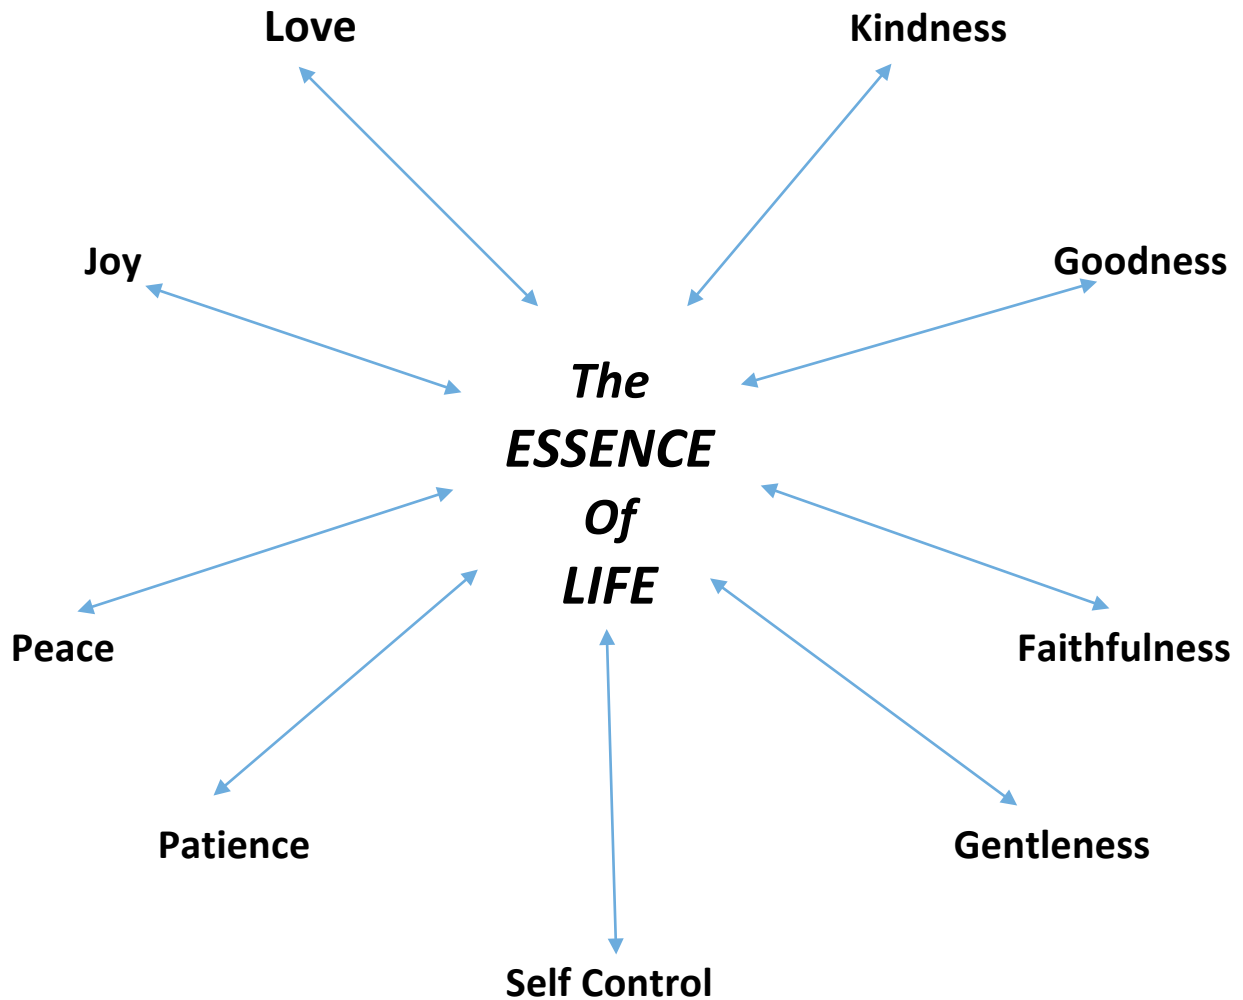 Love
Kindness
Joy
Goodness
The
ESSENCE
Of
LIFE
Peace
Faithfulness
Patience
Gentleness
Self Control